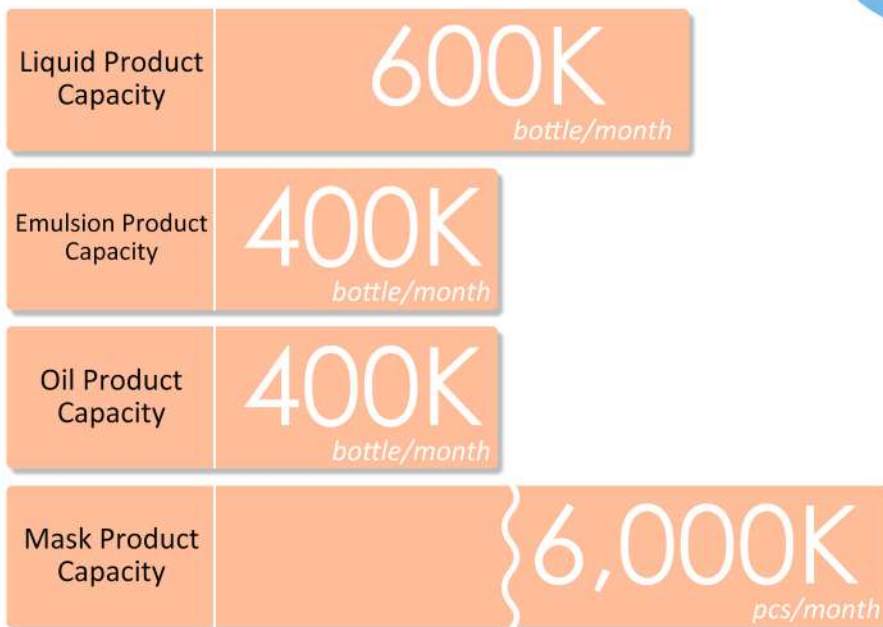 Liquid Product
Capacity
600K
bottle/month
Emulsion Product
Capacity
400K
bottle/month
Oil Product
Capacity
400K
bottle/month
Mask Product
Capacity
6,000K
pcs/month